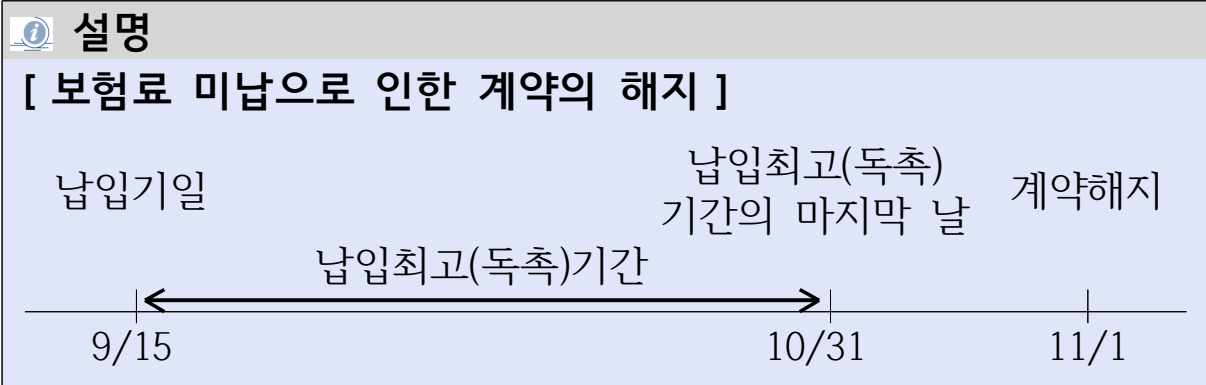 설명
[ 보험료 미납으로 인한 계약의 해지 ]
납입기일
납입최고(독촉)
기간의 마지막 날
계약해지
납입최고(독촉)기간
9/15
10/31
11/1